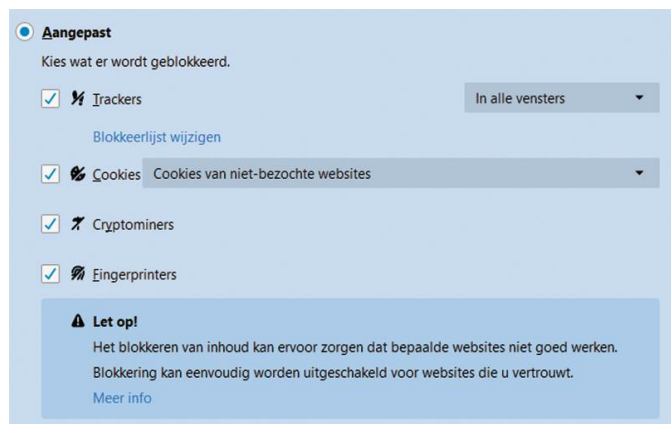 Aangepast
Kies wat er wordt geblokkeerd.
Trackers In alle vensters
Blokkeerlijst wijzigen
Cookies Cookies van niet-bezochte websites
Cryptominers
Fingerprinters
Let op!
Het blokkeren van inhoud kan ervoor zorgen dat bepaalde websites niet goed werken.
Blokkering kan eenvoudig worden uitgeschakeld voor websites die u vertrouwt.
Meer info